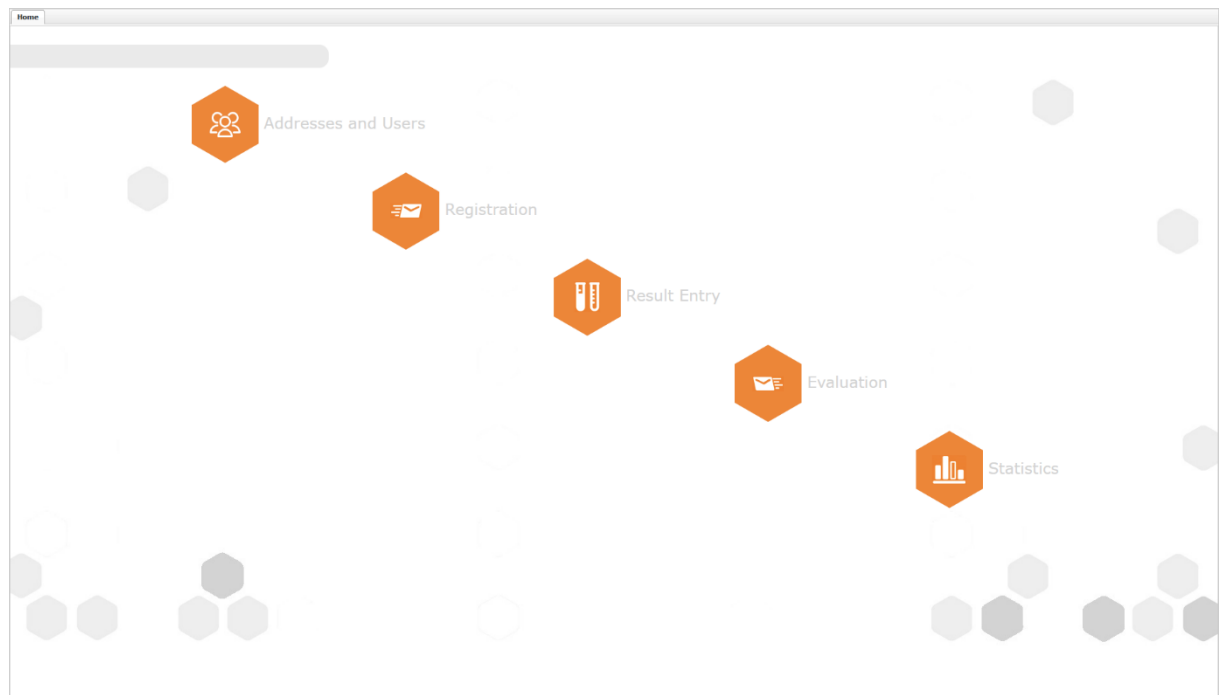 Home
Addresses and Users
Registration
Result Entry
Evaluation
Statistics